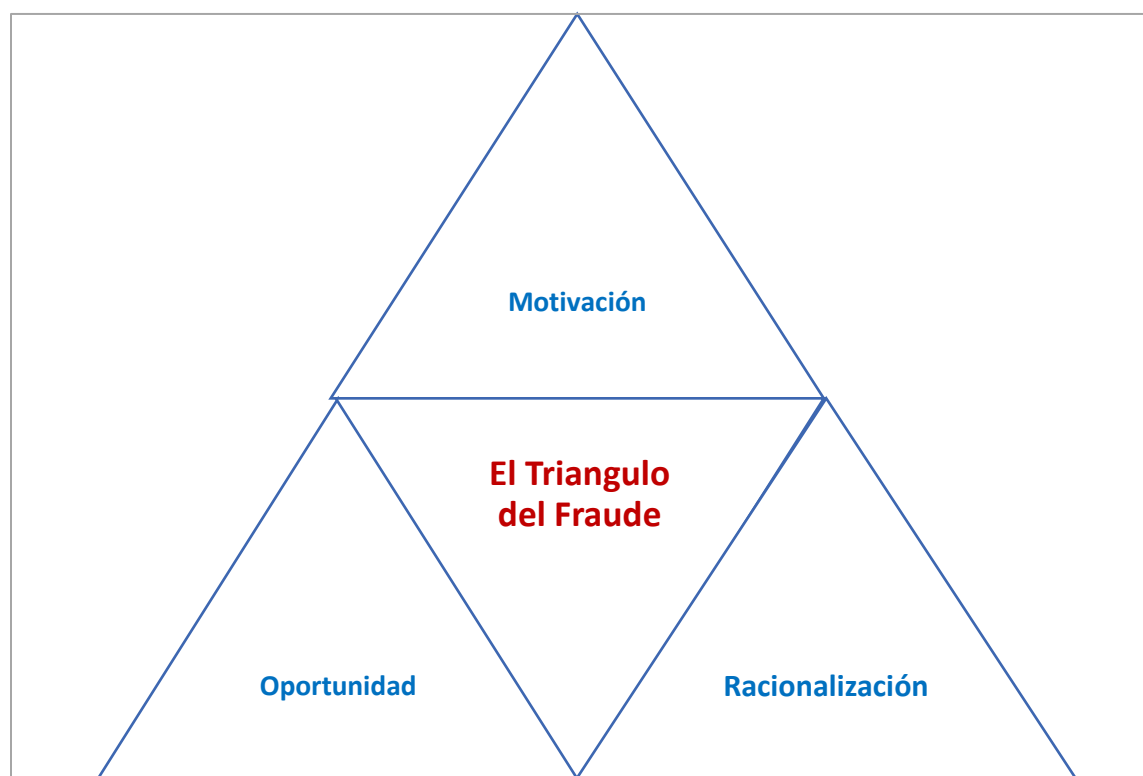 Motivación
El Triangulo
del Fraude
Oportunidad
Racionalización